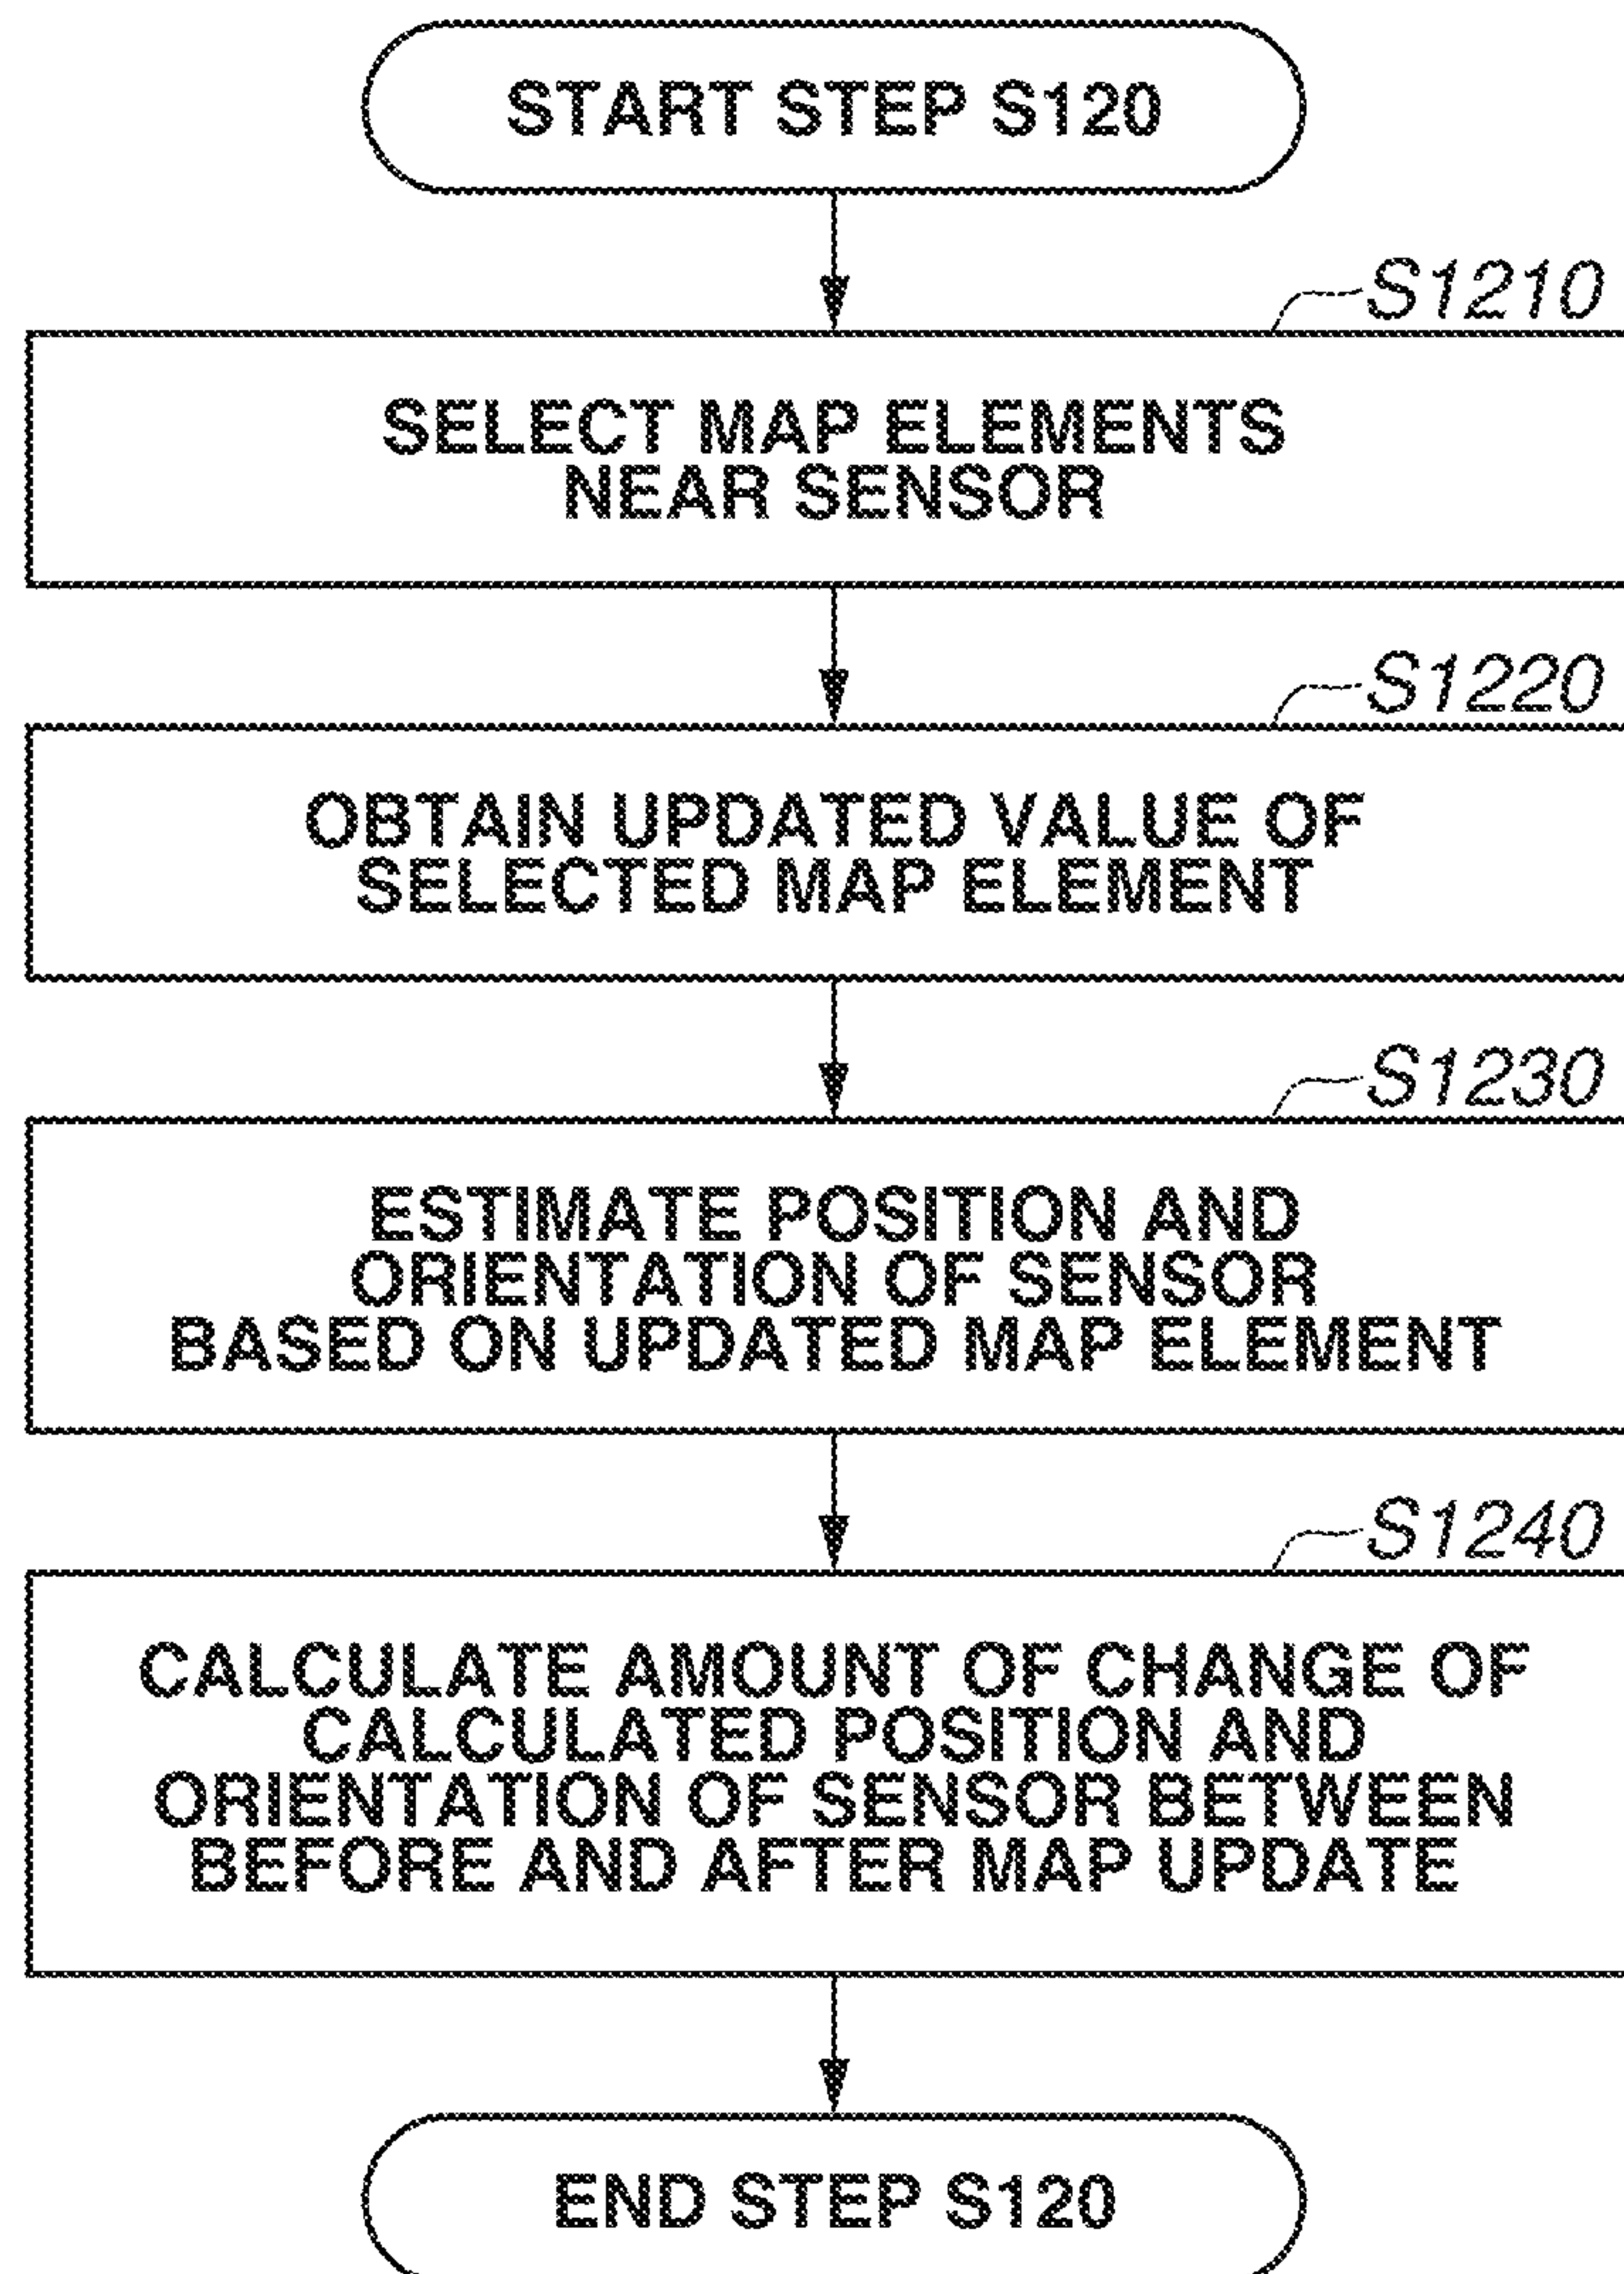 START STEP S120
S1210
SELECT MAP ELEMENTS
NEAR SENSOR
S1220
OBTAIN UPDATED VALUE OF
SELECTED MAP ELEMENT
S1230
ESTIMATE POSITION AND
ORIENTATION OF SENSOR
BASED ON UPDATED MAP ELEMENT
S1240
CALCULATE AMOUNT OF CHANGE OF
CALCULATED POSITION AND
ORIENTATION OF SENSOR BETWEEN
BEFORE AND AFTER MAP UPDATE
END STEP S120